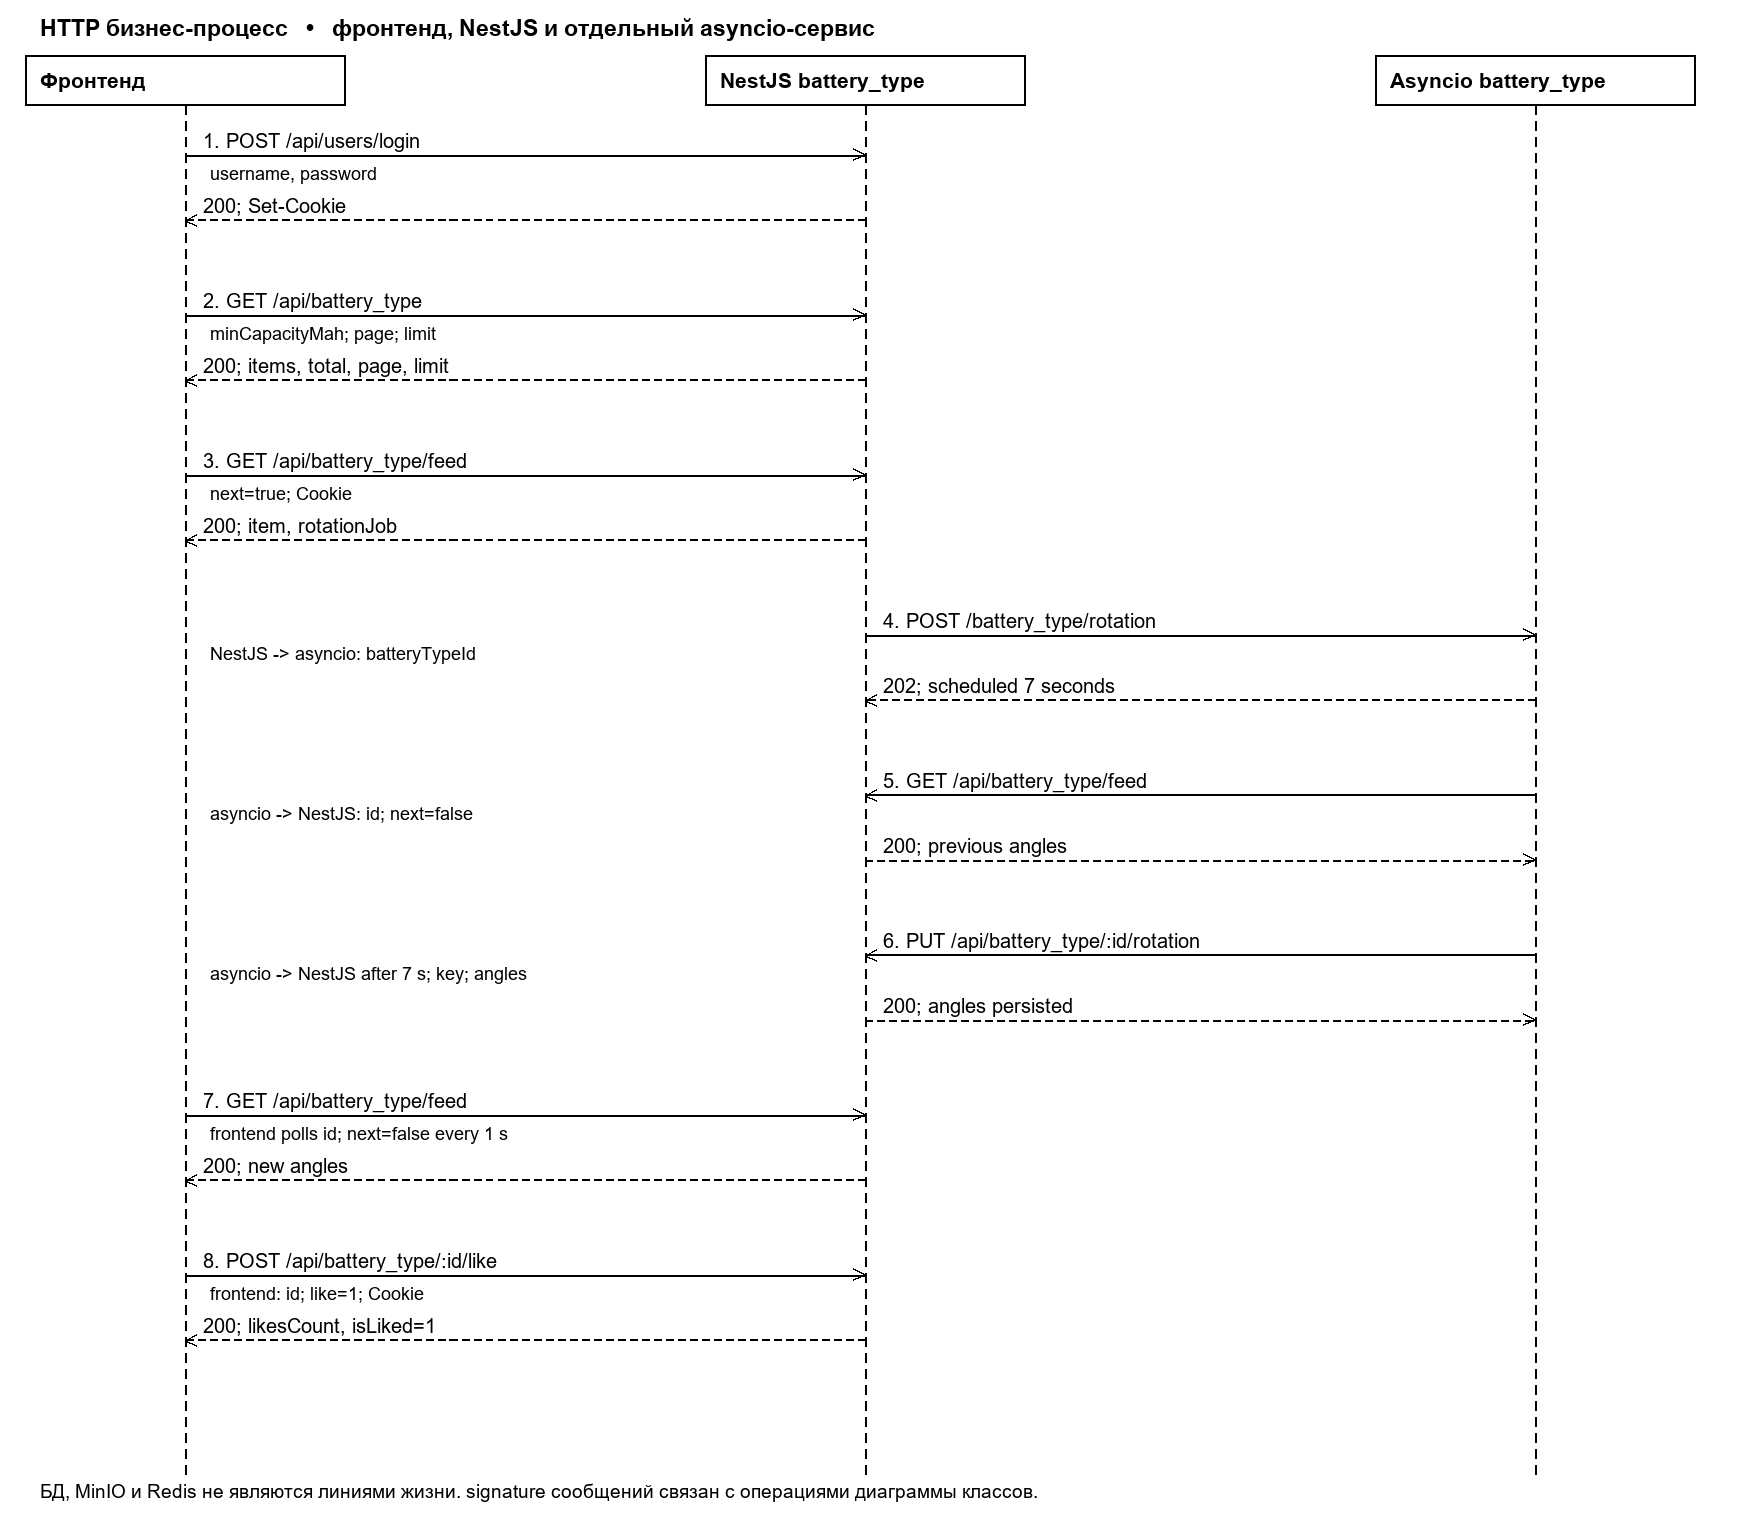 HTTP бизнес-процесс • фронтенд, NestJS и отдельный asyncio-сервис
Фронтенд
NestJS battery_type
Asyncio battery_type
1. POST /api/users/login
username, password
200; Set-Cookie
2. GET /api/battery_type
minCapacityMah; page; limit
200; items, total, page, limit
3. GET /api/battery_type/feed
next=true; Cookie
200; item, rotationJob
4. POST /battery_type/rotation
NestJS -> asyncio: batteryTypeId
202; scheduled 7 seconds
5. GET /api/battery_type/feed
asyncio -> NestJS: id; next=false
200; previous angles
6. PUT /api/battery_type/:id/rotation
asyncio -> NestJS after 7 s; key; angles
200; angles persisted
7. GET /api/battery_type/feed
frontend polls id; next=false every 1 s
200; new angles
8. POST /api/battery_type/:id/like
frontend: id; like=1; Cookie
200; likesCount, isLiked=1
БД, MinIO и Redis не являются линиями жизни. signature сообщений связан с операциями диаграммы классов.